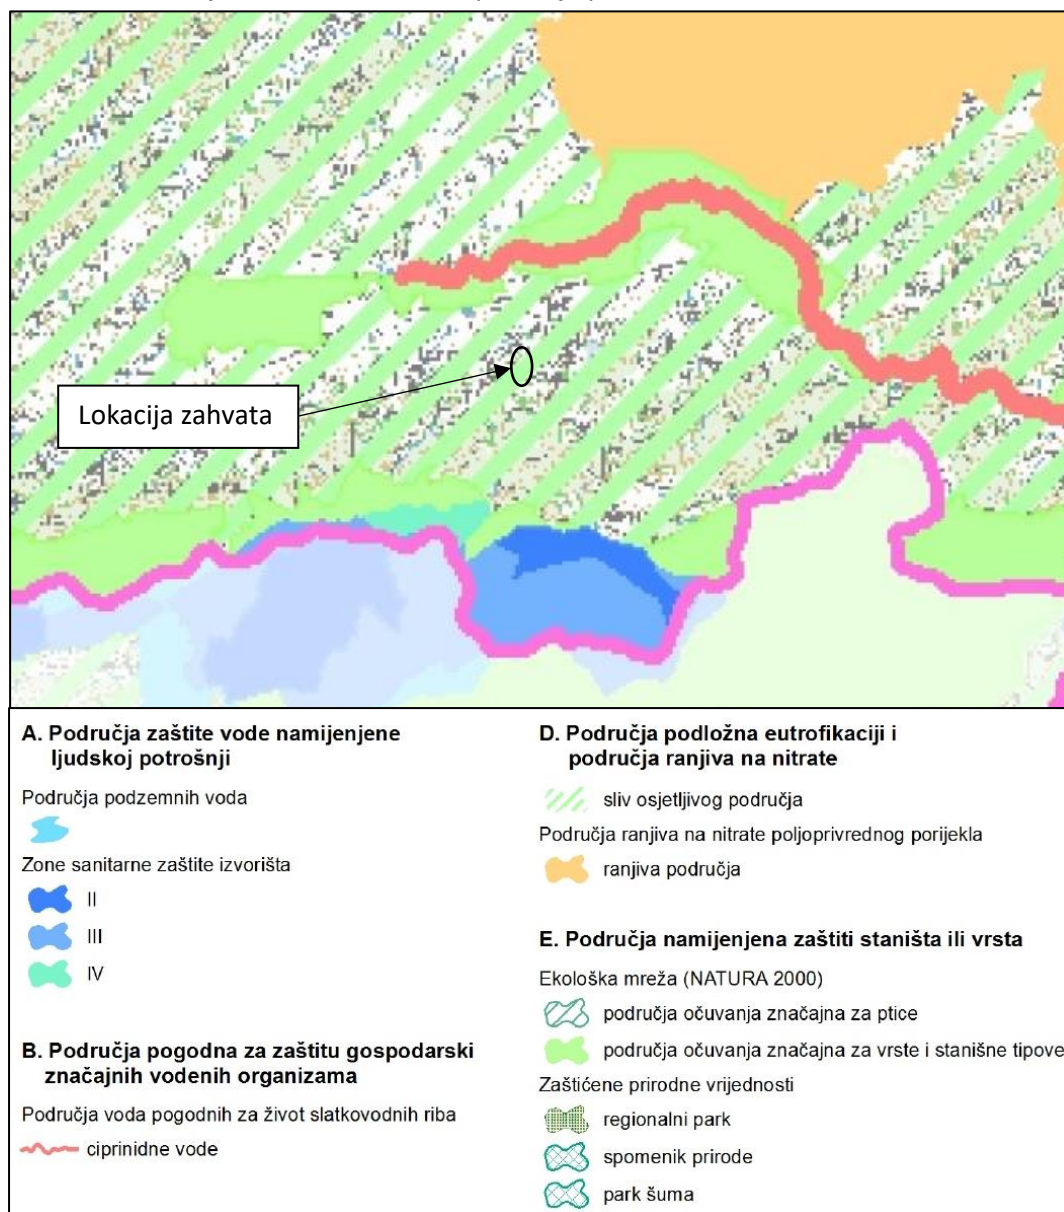 Lokacija zahvata
A. Područja zaštite vode namijenjene
ljudskoj potrošnji
Područja podzemnih voda
Zone sanitarne zaštite izvorišta
II
III
IV
B. Područja pogodna za zaštitu gospodarski
značajnih vodenih organizama
Područja voda pogodnih za život slatkovodnih riba
ciprinidne vode
D. Područja podložna eutrofikaciji i
područja ranjiva na nitrate
sliv osjetljivog područja
Područja ranjiva na nitrate poljoprivrednog porijekla
ranjiva područja
E. Područja namijenjena zaštiti staništa ili vrsta
Ekološka mreža (NATURA 2000)
područja očuvanja značajna za ptice
područja očuvanja značajna za vrste i stanišne tipove
Zaštićene prirodne vrijednosti
regionalni park
spomenik prirode
park šuma